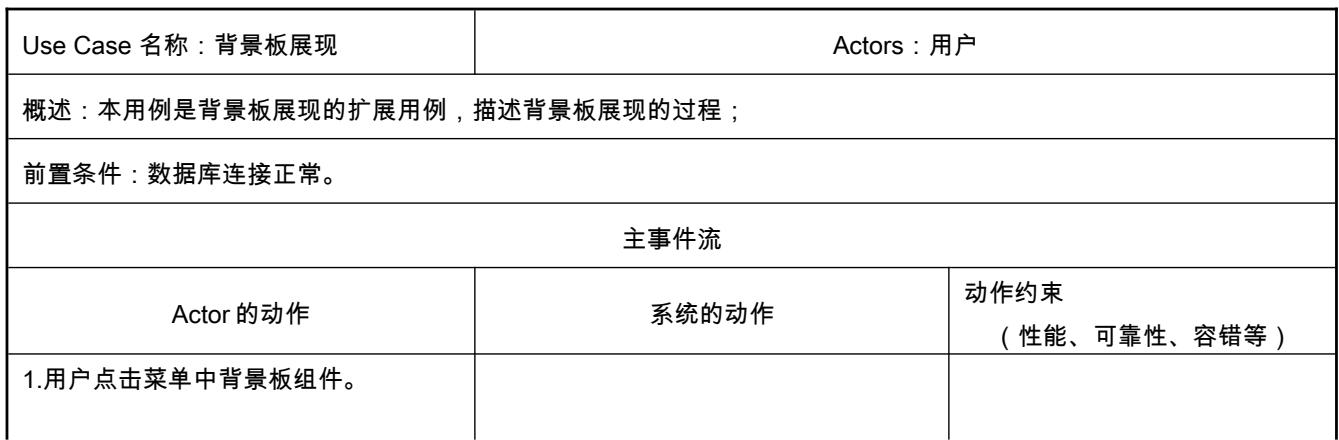 Use Case 名称：背景板展现
Actors：用户
概述：本用例是背景板展现的扩展用例，描述背景板展现的过程；
前置条件：数据库连接正常。
主事件流
Actor 的动作
系统的动作
动作约束
（性能、可靠性、容错等）
1.用户点击菜单中背景板组件。